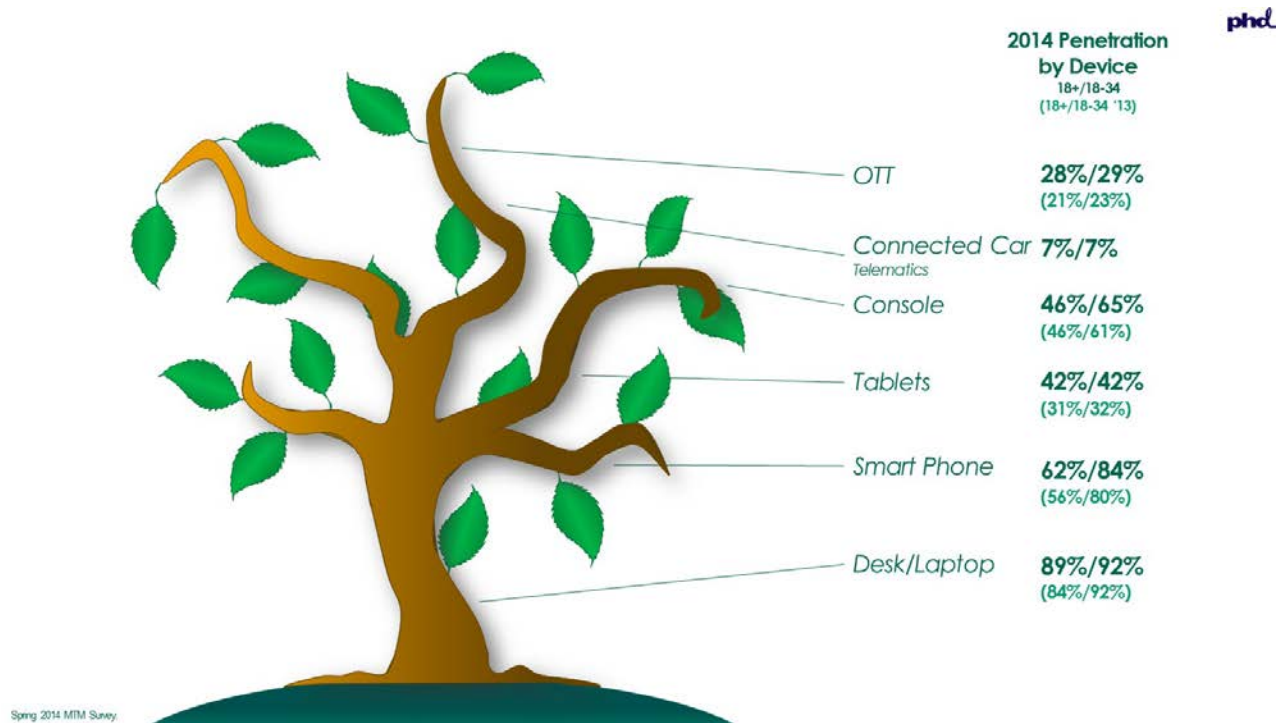 phd
2014 Penetration
by Device
18+/18-34
(18+/18-34 '13)
OTT
28%/29%
(21%/23%)
Connected Car
7%/7%
Telematics
Console
46%/65%
(46%/61%)
Tablets
42%/42%
(31%/32%)
Smart Phone
62%/84%
(56%/80%)
Desk/Laptop
89%/92%
(84%/92%)
Spring 2014 MTM Survey.